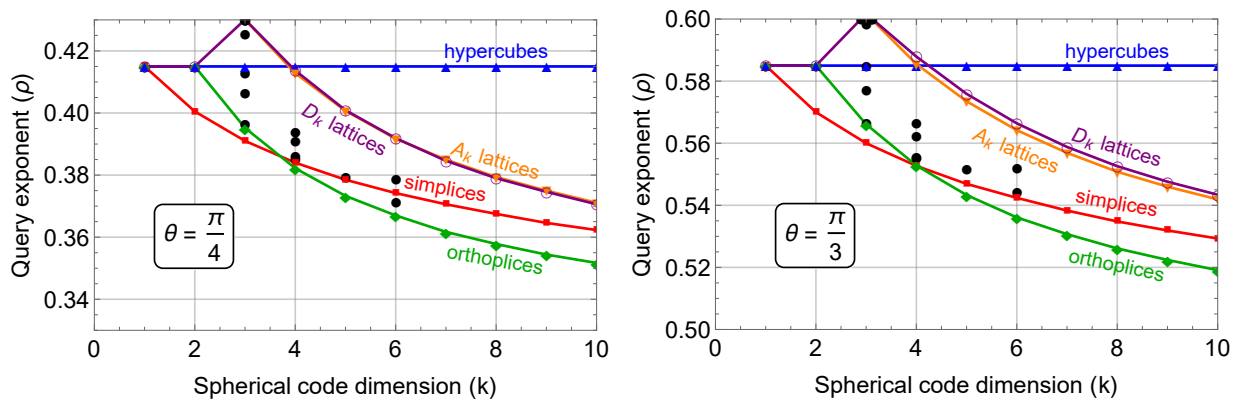 Query exponent (ρ)
0.42
0.40
0.38
0.36
0.34
hypercubes
D_k lattices
A_k lattices
simplices
orthoplices
θ = π/4
0 2 4 6 8 10
Spherical code dimension (k)
Query exponent (ρ)
0.60
0.58
0.56
0.54
0.52
0.50
hypercubes
D_k lattices
A_k lattices
simplices
orthoplices
θ = π/3
0 2 4 6 8 10
Spherical code dimension (k)